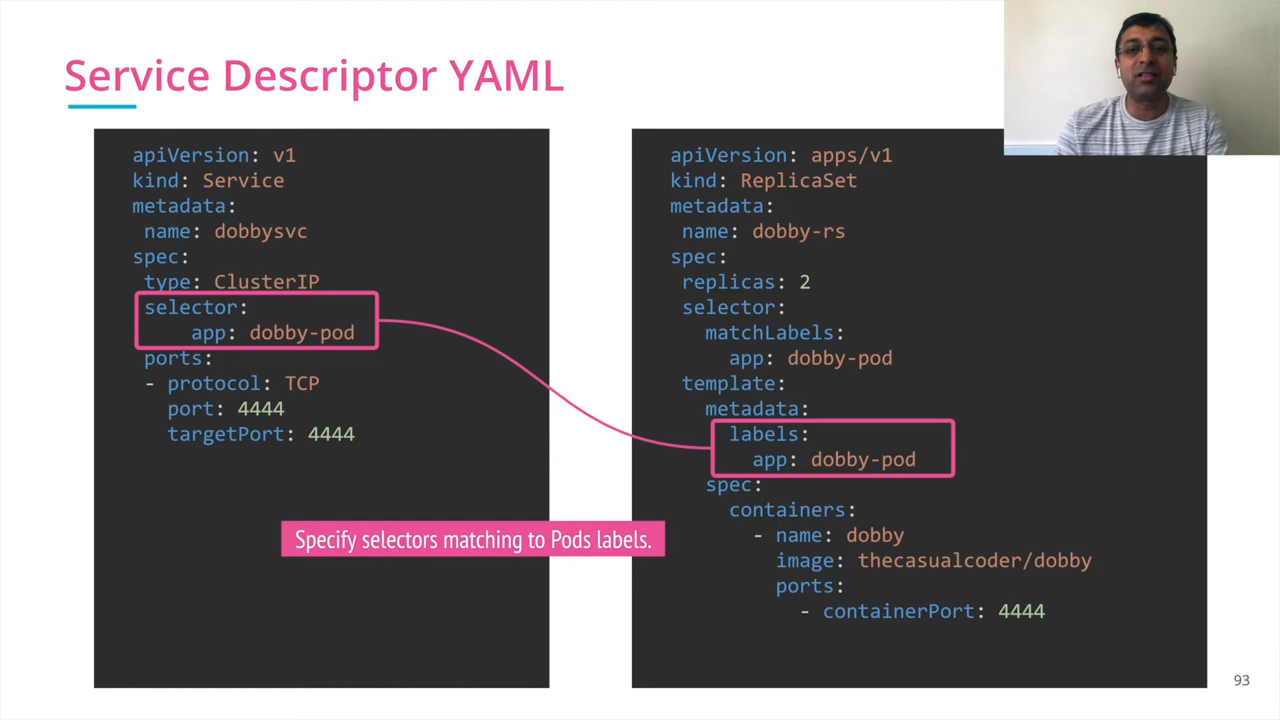 Service Descriptor YAML
apiVersion: v1
kind: Service
metadata:
name: dobbysvc
spec:
type: ClusterIP
selector:
app: dobby-pod
ports:
- protocol: TCP
port: 4444
targetPort: 4444
apiVersion: apps/v1
kind: ReplicaSet
metadata:
name: dobby-rs
spec:
replicas: 2
selector:
matchLabels:
app: dobby-pod
template:
metadata:
labels:
app: dobby-pod
spec:
containers:
- name: dobby
image: thecasualcoder/dobby
ports:
- containerPort: 4444
Specify selectors matching to Pods labels.
93